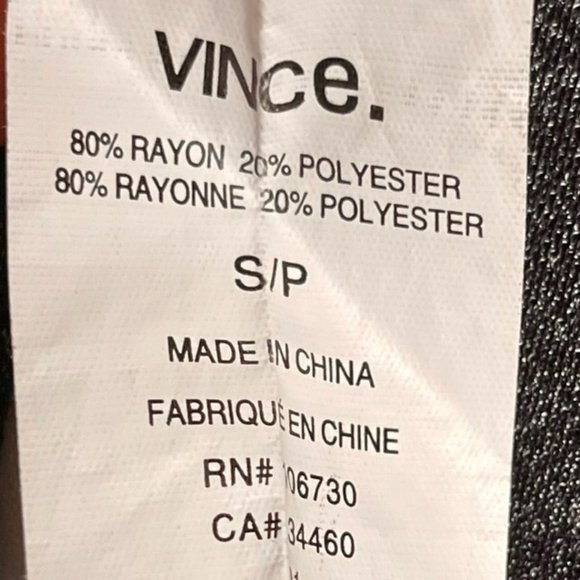 VINCe.
80% RAYON 20% POLYESTER
80% RAYONNE 20% POLYESTER
S/P
MADE IN CHINA
FABRIQUÉ EN CHINE
RN# 106730
CA# 34460